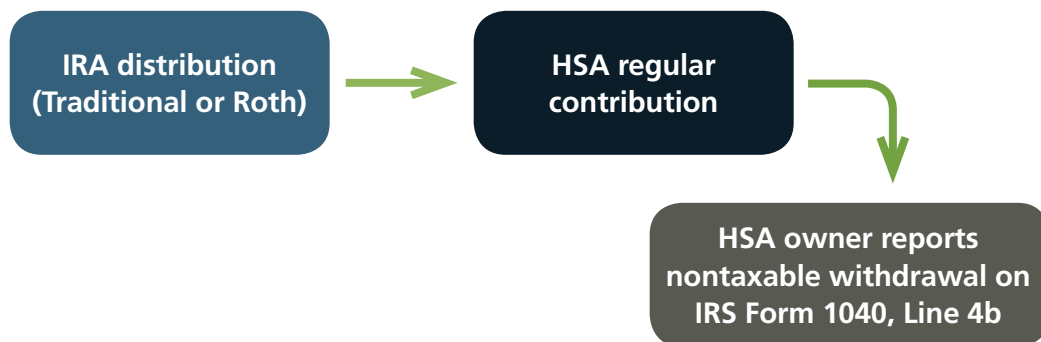 IRA distribution
(Traditional or Roth)
HSA regular
contribution
HSA owner reports
nontaxable withdrawal on
IRS Form 1040, Line 4b